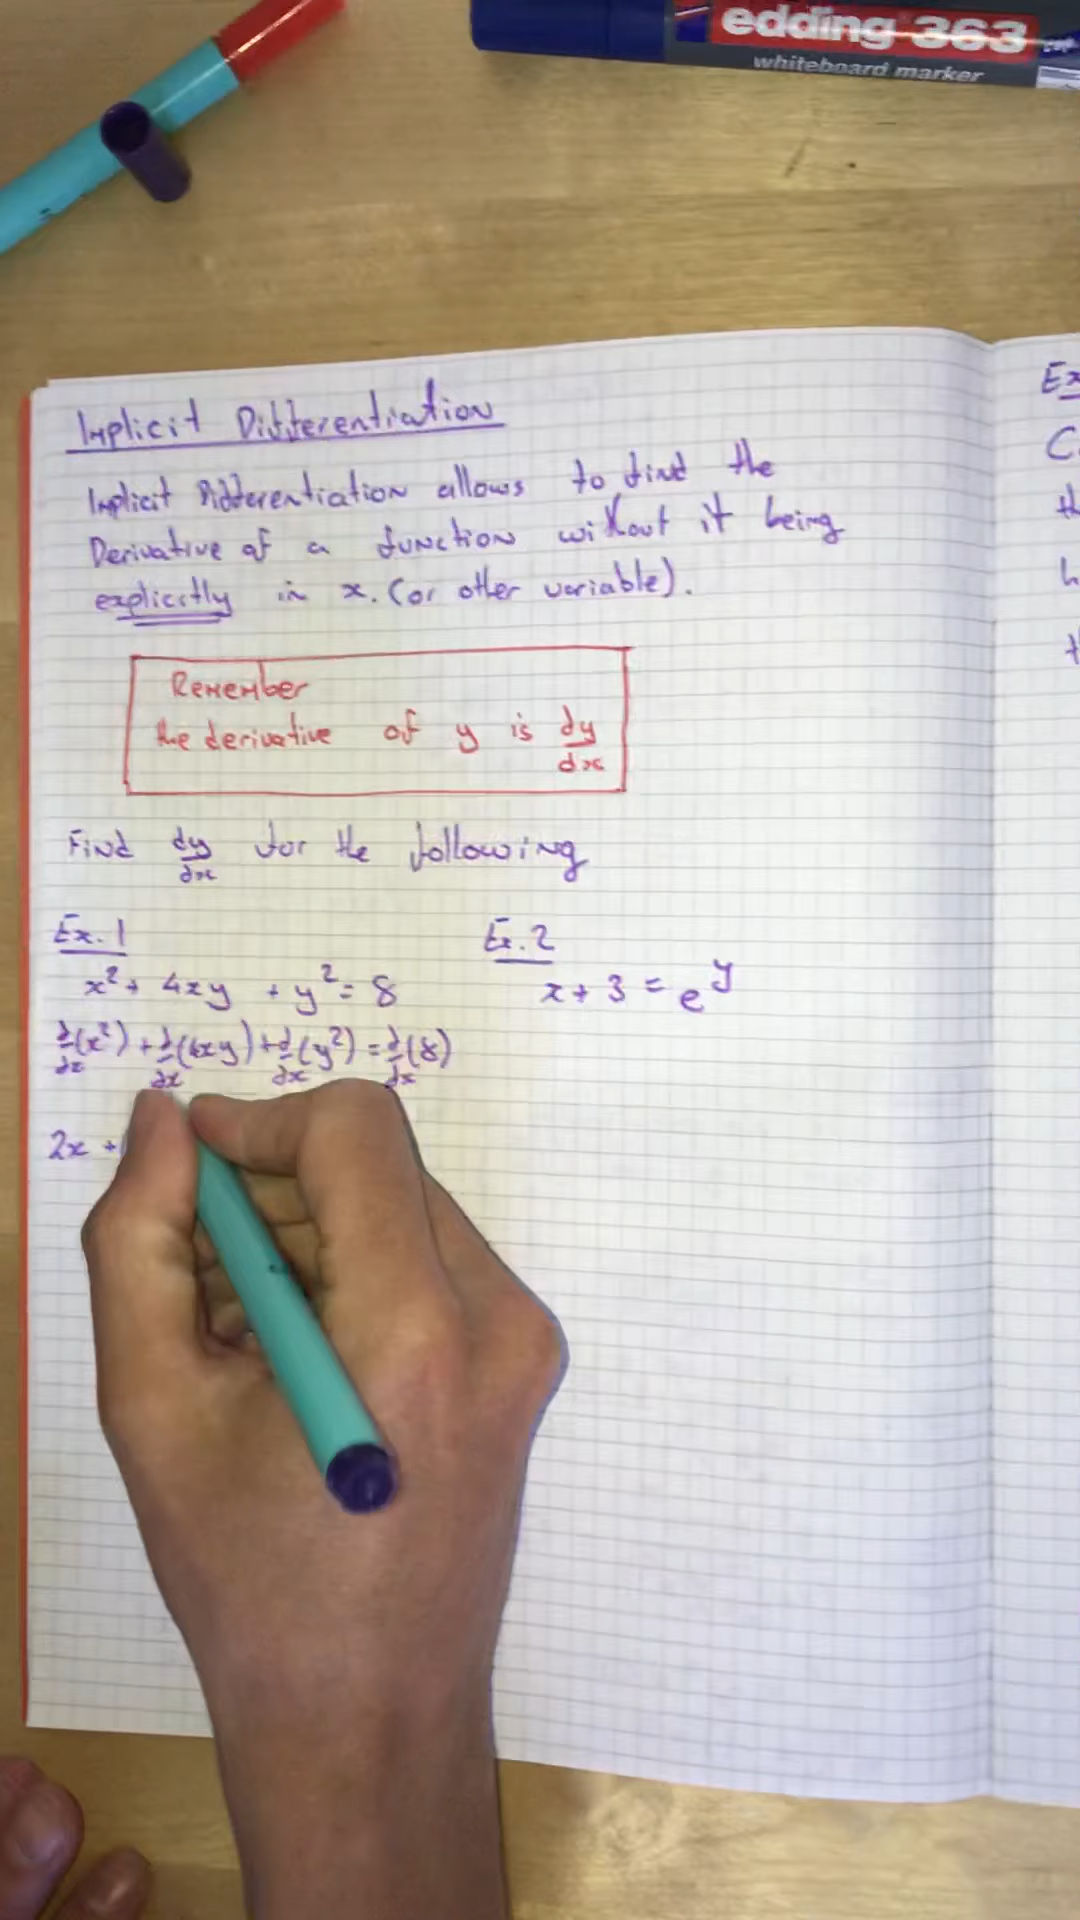 edding 363
whiteboard marker
Implicit Differentiation
Implicit Differentiation allows to find the
Derivative of a function without it being
explicitly in x. (or other variable).
Remember
the derivative of y is dy/dx
Find dy/dx for the following
Ex. 1
x² + 4xy + y² = 8
d/dx(x²) + d/dx(4xy) + d/dx(y²) = d/dx(8)
2x +
Ex. 2
x + 3 = e^y